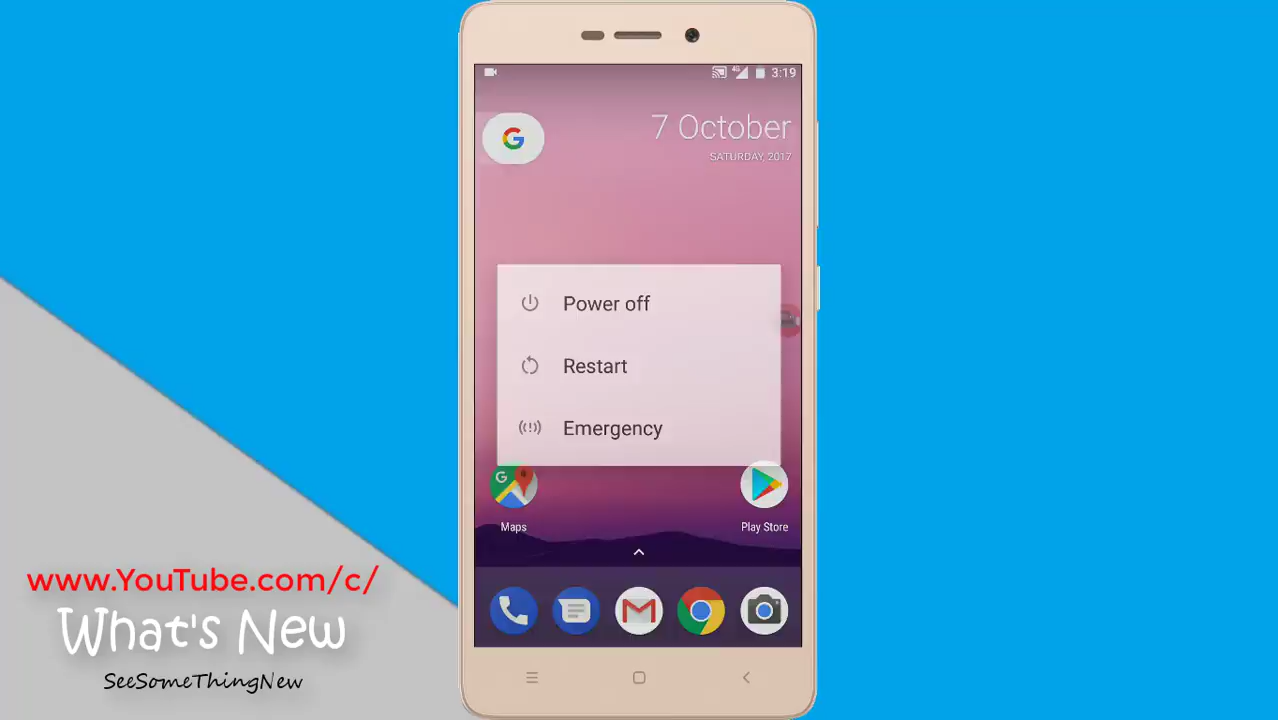 3:19
7 October
SATURDAY, 2017
Power off
Restart
Emergency
Maps
Play Store
www.YouTube.com/c/
What's New
SeeSomeThingNew